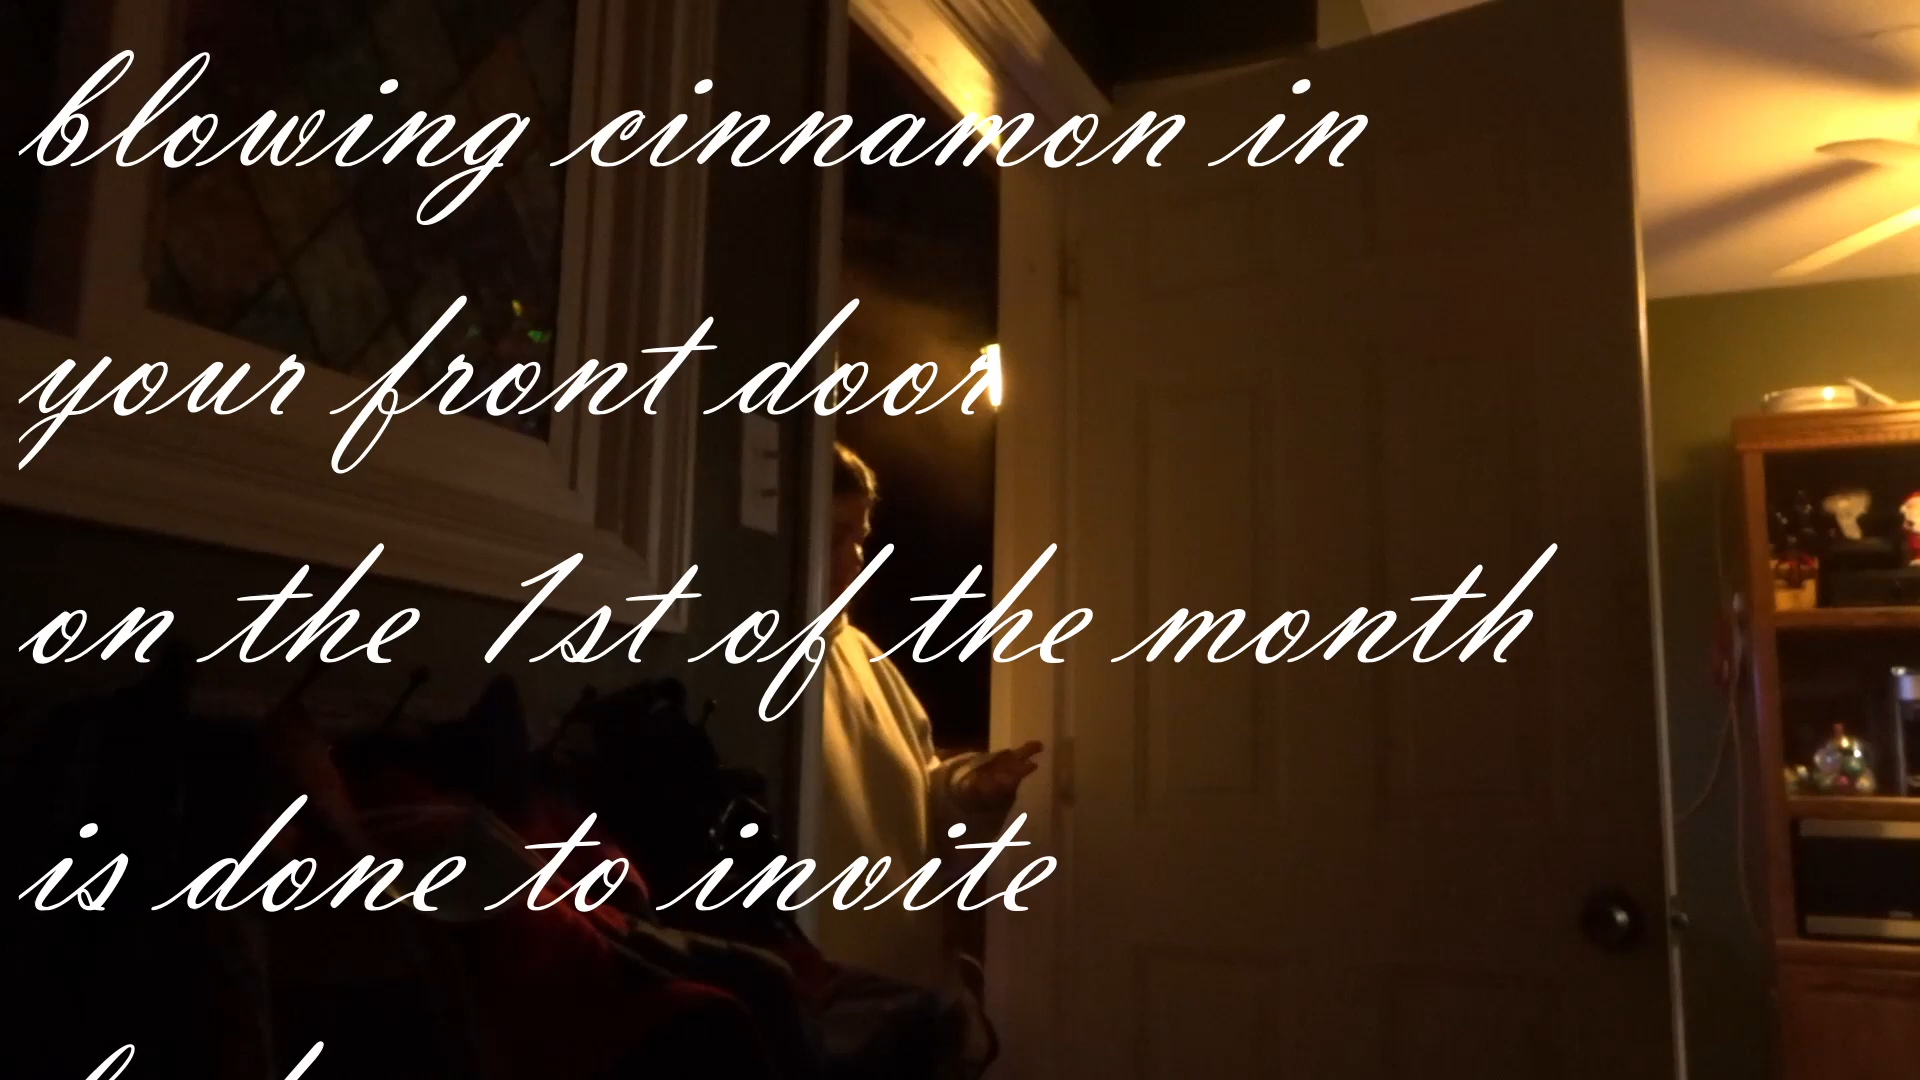 blowing cinnamon in
your front door
on the 1st of the month
is done to invite